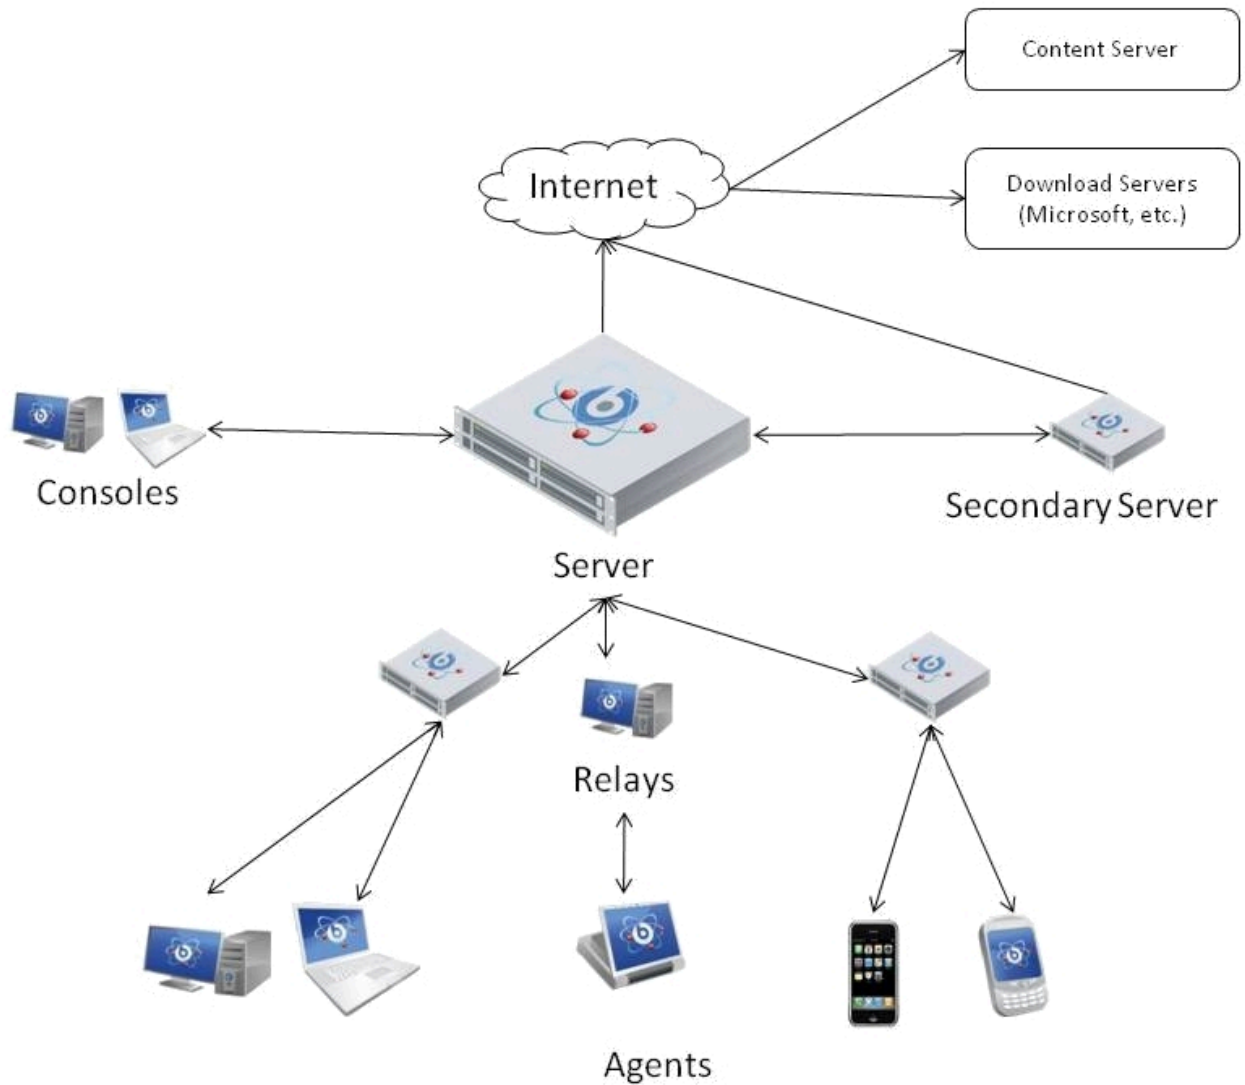 Content Server
Internet
Download Servers
(Microsoft, etc.)
Consoles
Secondary Server
Server
Relays
Agents